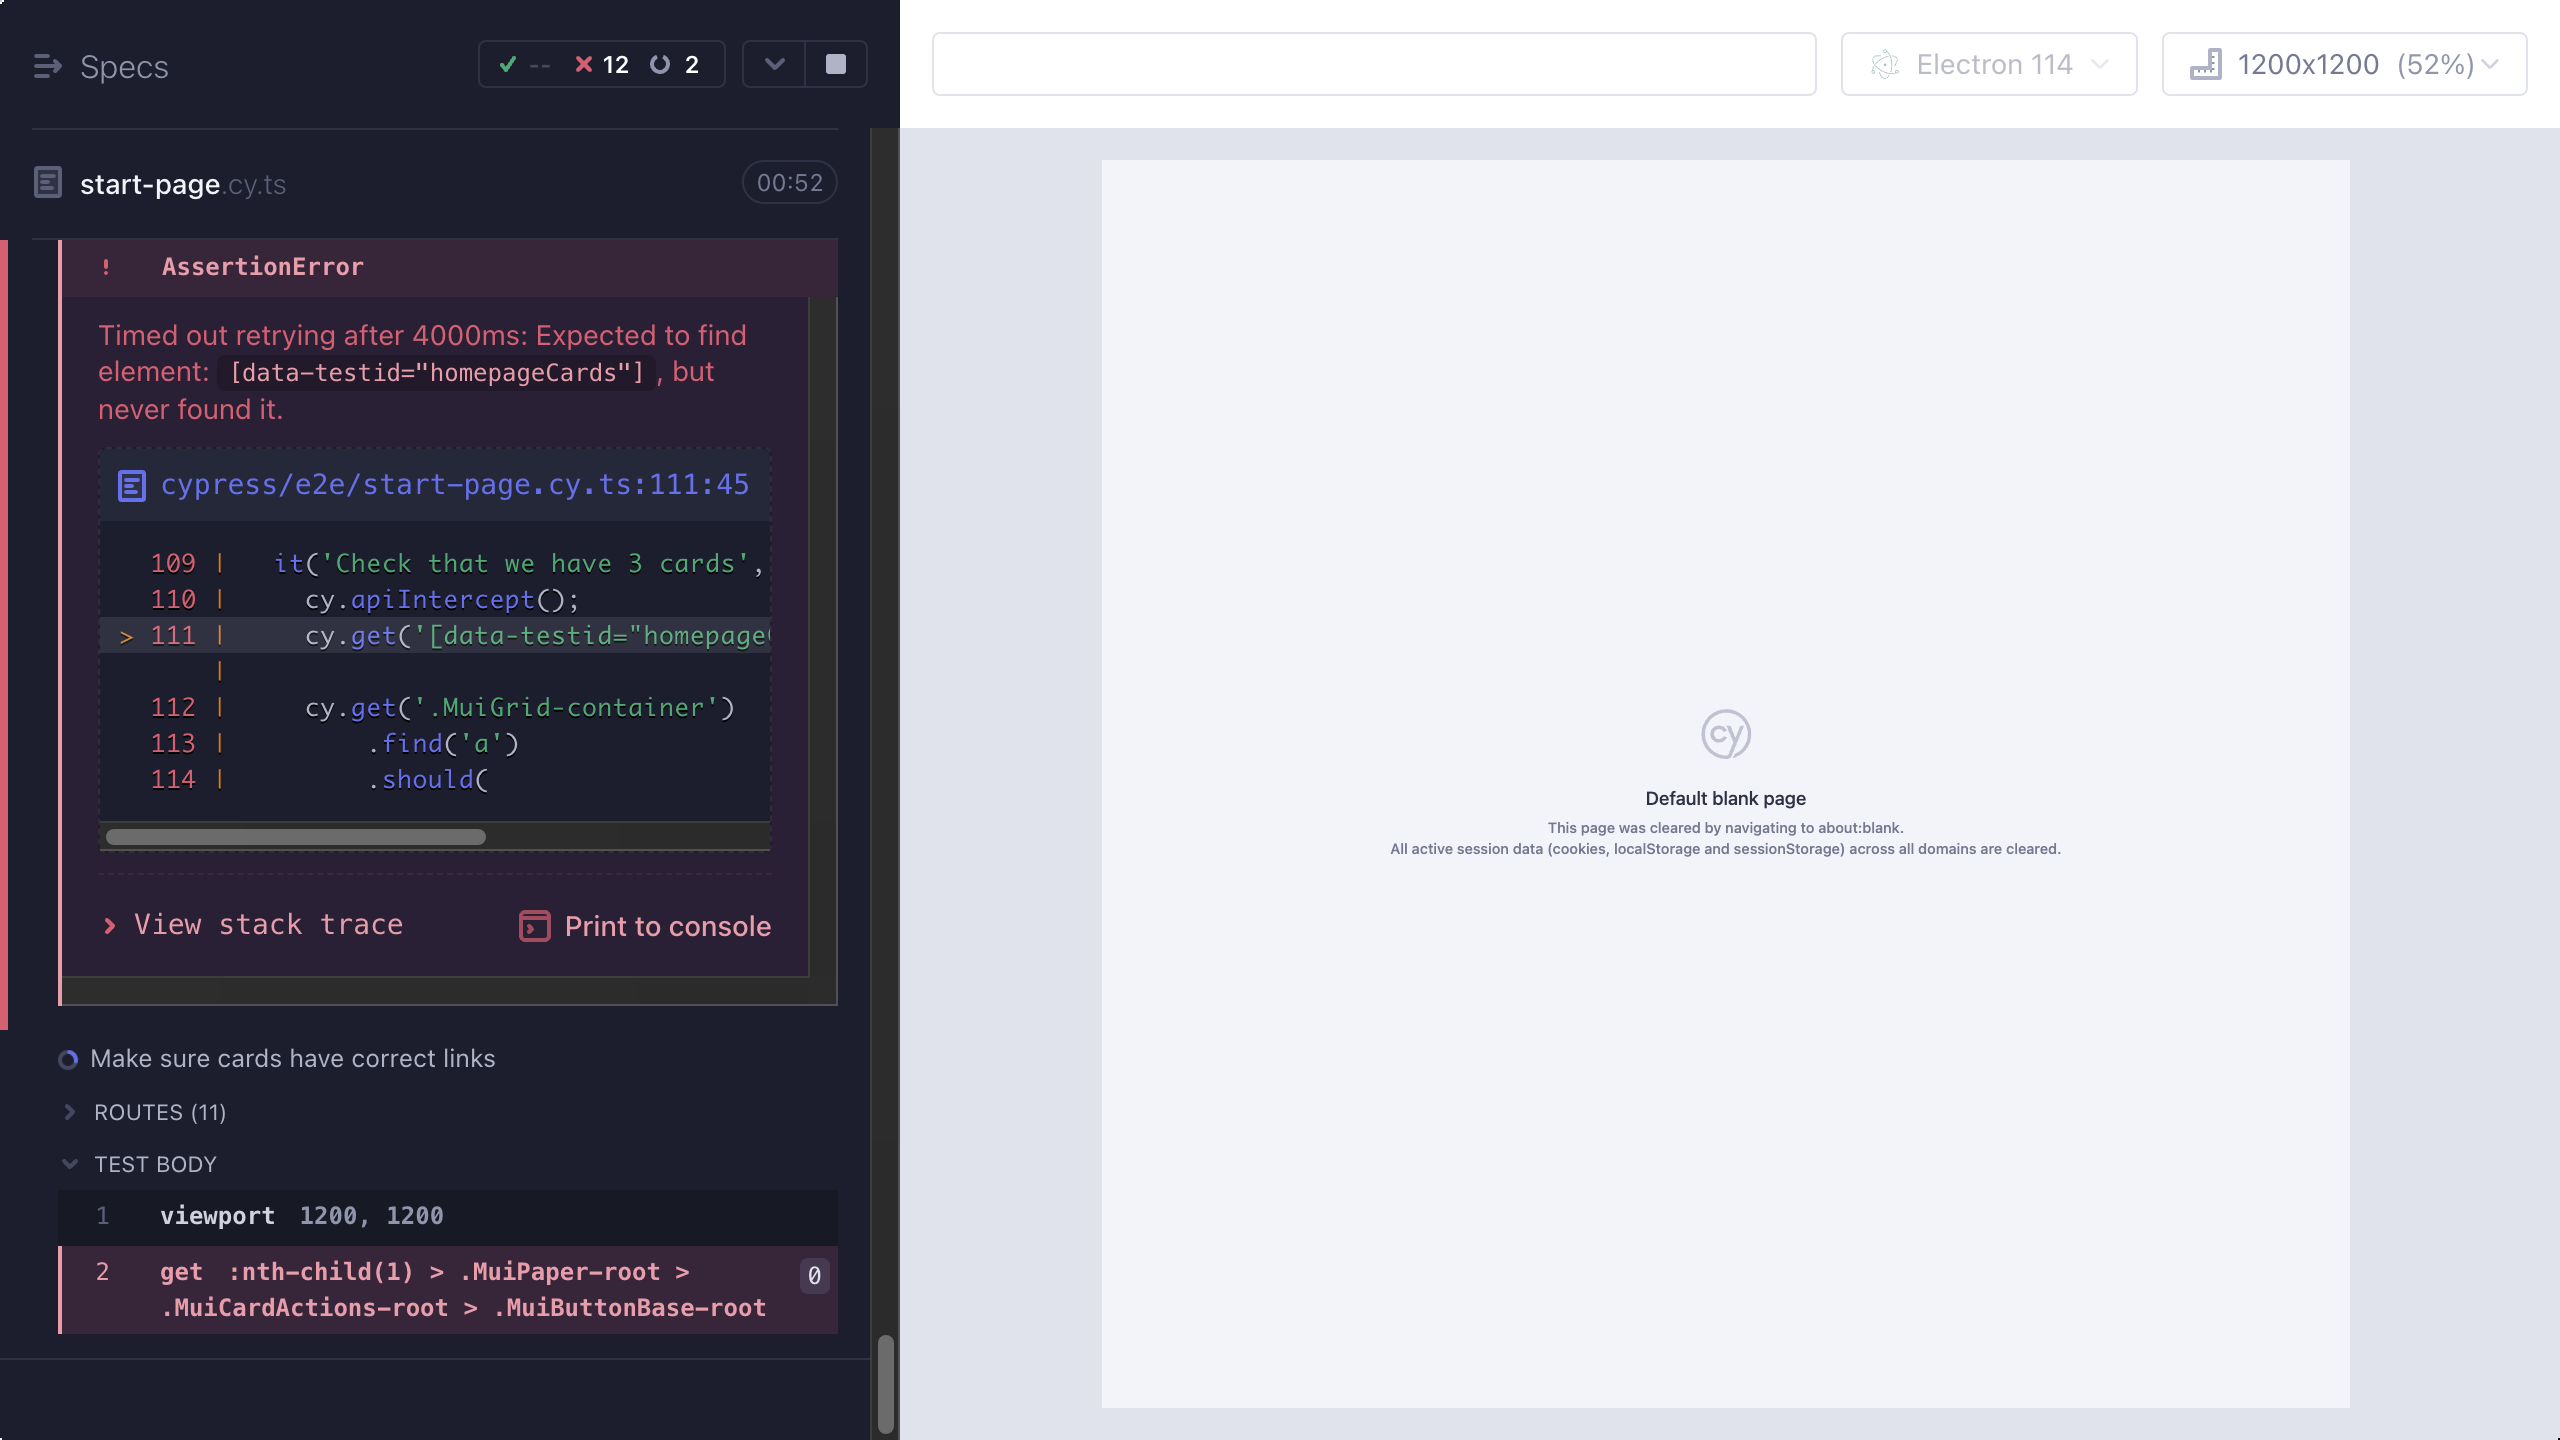 Specs
-- 12 2
start-page.cy.ts
00:52
! AssertionError
Timed out retrying after 4000ms: Expected to find
element: [data-testid="homepageCards"], but
never found it.
cypress/e2e/start-page.cy.ts:111:45
109 | it('Check that we have 3 cards',
110 | cy.apiIntercept();
> 111 | cy.get('[data-testid="homepage
|
112 | cy.get('.MuiGrid-container')
113 | .find('a')
114 | .should(
View stack trace
Print to console
Make sure cards have correct links
ROUTES (11)
TEST BODY
1 viewport 1200, 1200
2 get :nth-child(1) > .MuiPaper-root >
.MuiCardActions-root > .MuiButtonBase-root
0
Electron 114
1200x1200 (52%)
cy
Default blank page
This page was cleared by navigating to about:blank.
All active session data (cookies, localStorage and sessionStorage) across all domains are cleared.